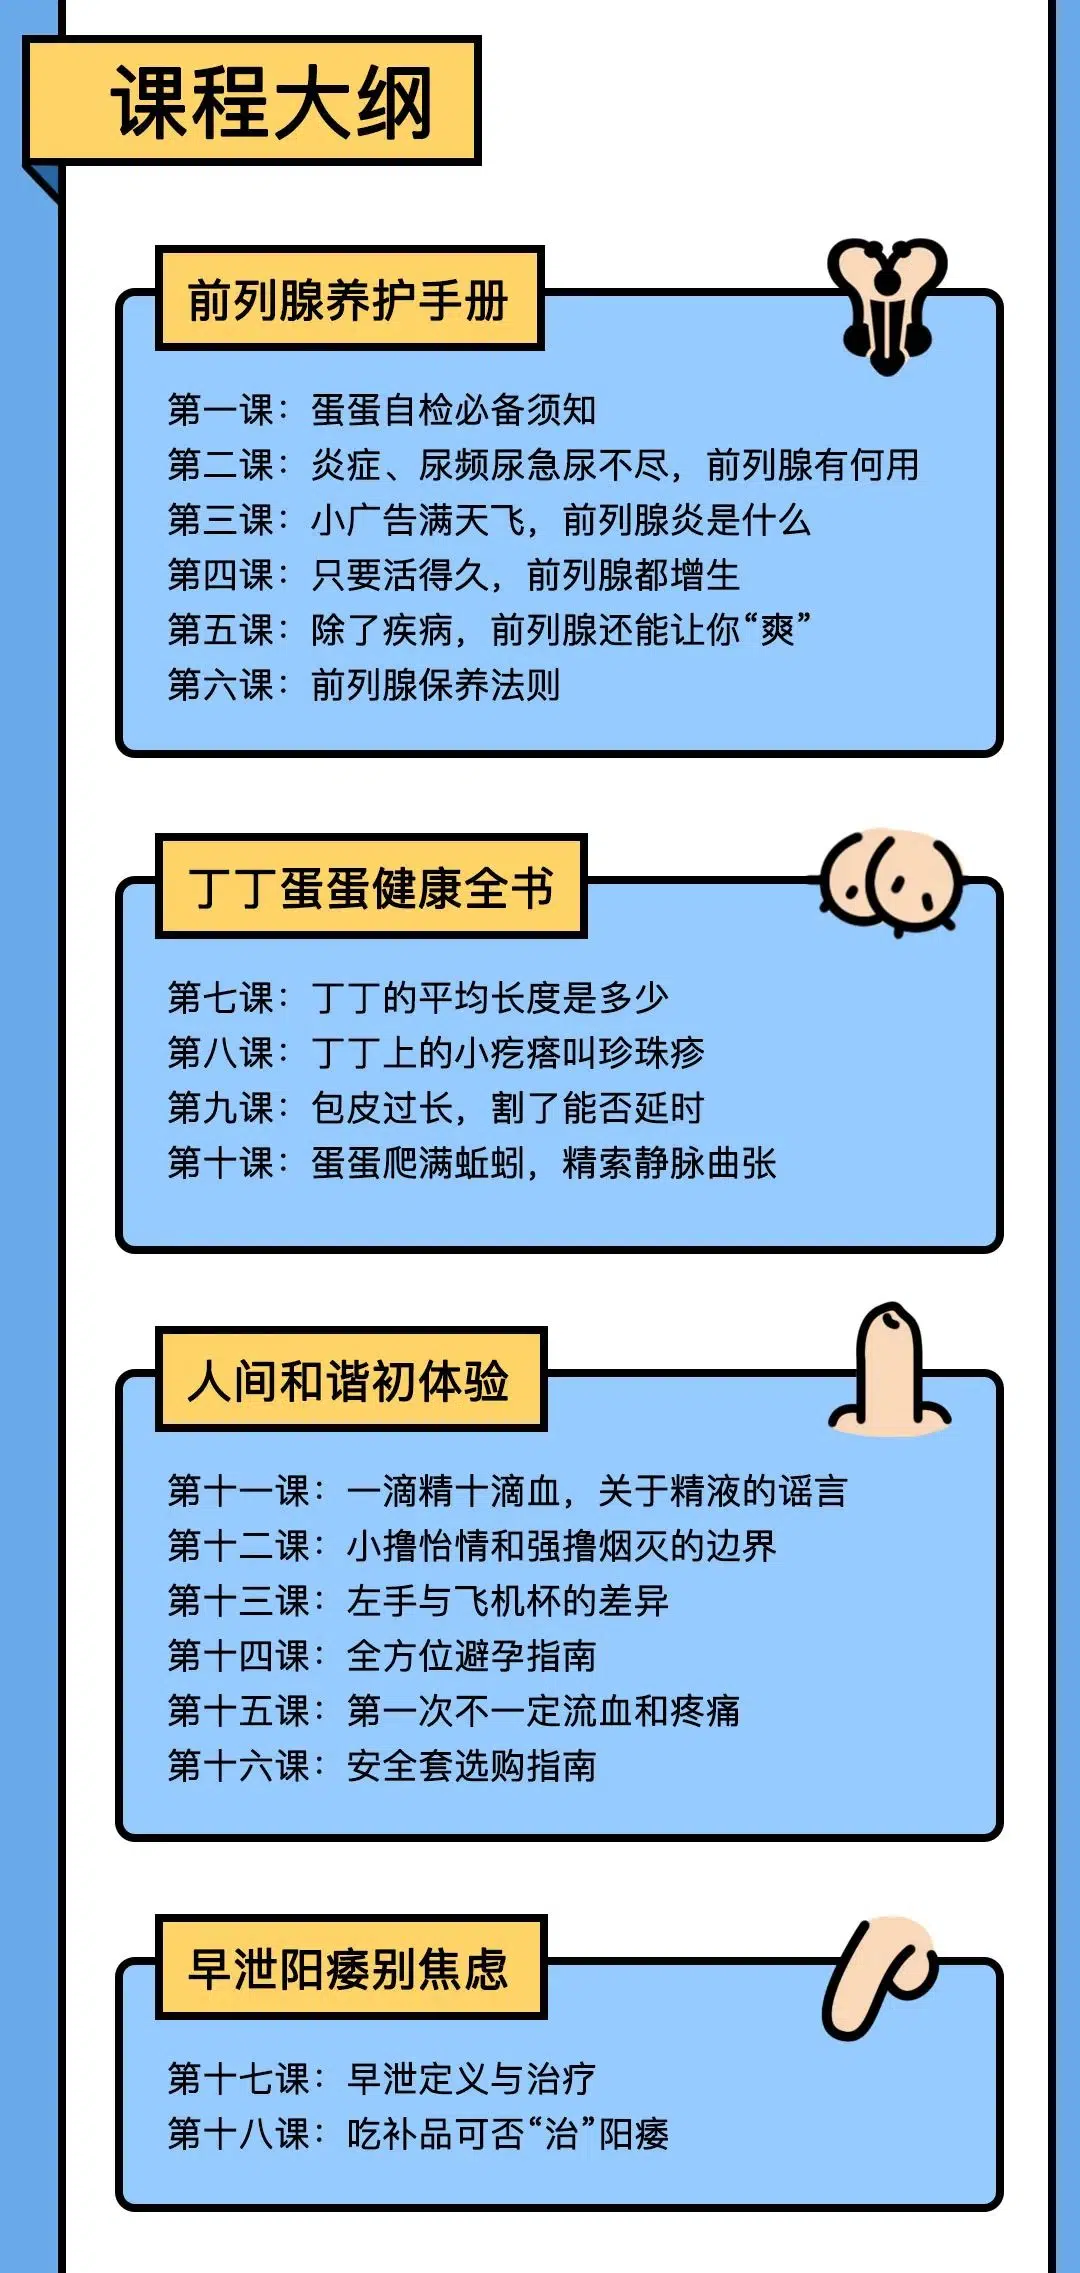 课程大纲
前列腺养护手册
第一课：蛋蛋自检必备须知
第二课：炎症、尿频尿急尿不尽，前列腺有何用
第三课：小广告满天飞，前列腺炎是什么
第四课：只要活得久，前列腺都增生
第五课：除了疾病，前列腺还能让你“爽”
第六课：前列腺保养法则
丁丁蛋蛋健康全书
第七课：丁丁的平均长度是多少
第八课：丁丁上的小疙瘩叫珍珠疹
第九课：包皮过长，割了能否延时
第十课：蛋蛋爬满蚯蚓，精索静脉曲张
人间和谐初体验
第十一课：一滴精十滴血，关于精液的谣言
第十二课：小撸怡情和强撸烟灭的边界
第十三课：左手与飞机杯的差异
第十四课：全方位避孕指南
第十五课：第一次不一定流血和疼痛
第十六课：安全套选购指南
早泄阳痿别焦虑
第十七课：早泄定义与治疗
第十八课：吃补品可否“治”阳痿